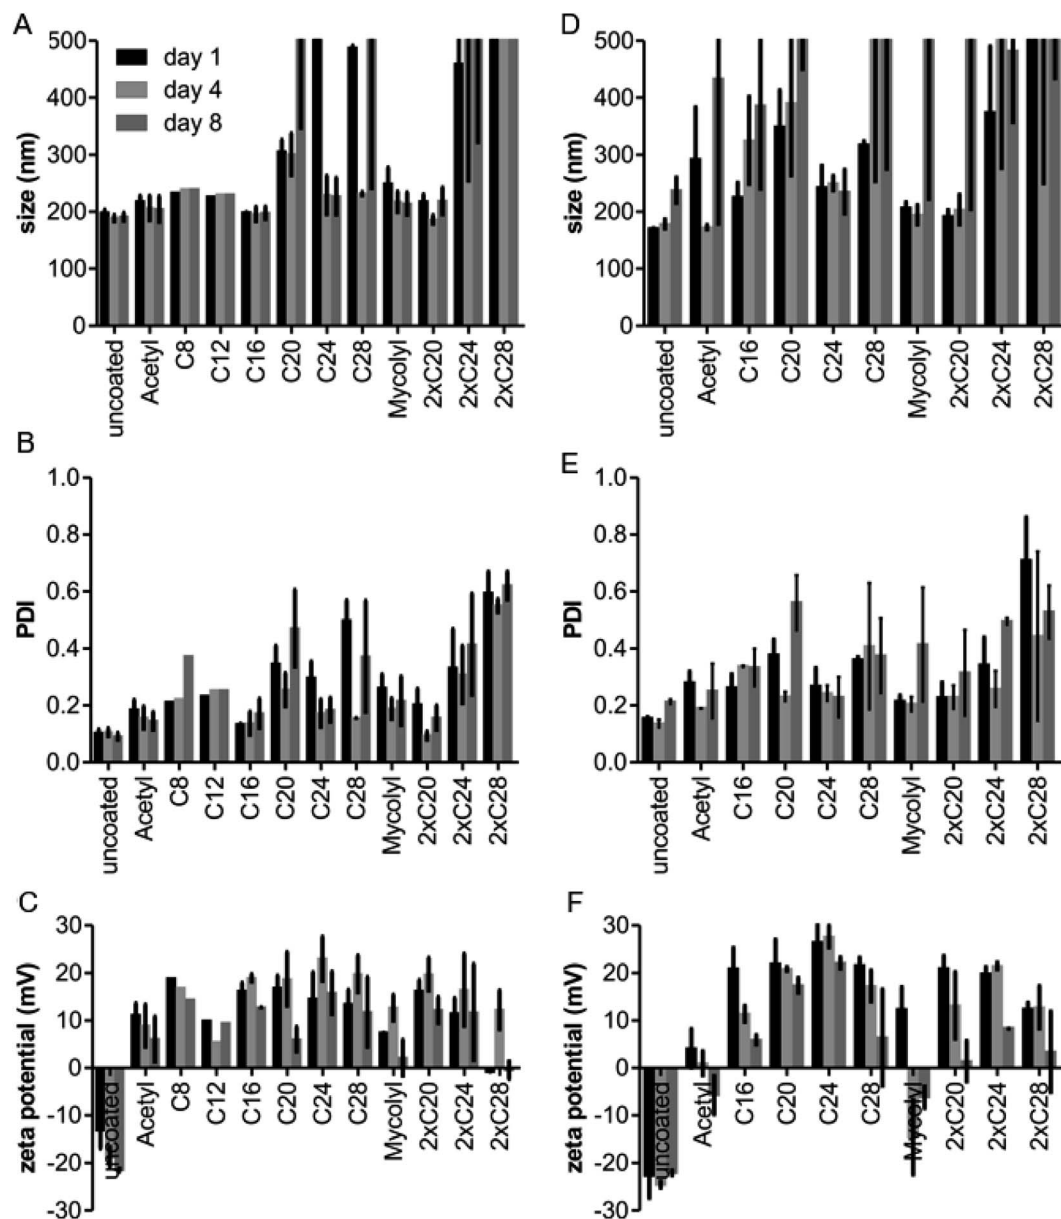 A
size (nm)
500
400
300
200
100
0
day 1
day 4
day 8
uncoated
Acetyl
C8
C12
C16
C20
C24
C28
Mycolyl
2xC20
2xC24
2xC28
D
size (nm)
500
400
300
200
100
0
uncoated
Acetyl
C16
C20
C24
C28
Mycolyl
2xC20
2xC24
2xC28
B
PDI
1.0
0.8
0.6
0.4
0.2
0.0
uncoated
Acetyl
C8
C12
C16
C20
C24
C28
Mycolyl
2xC20
2xC24
2xC28
E
PDI
1.0
0.8
0.6
0.4
0.2
0.0
uncoated
Acetyl
C16
C20
C24
C28
Mycolyl
2xC20
2xC24
2xC28
C
zeta potential (mV)
30
20
10
0
-10
-20
-30
uncoated
Acetyl
C8
C12
C16
C20
C24
C28
Mycolyl
2xC20
2xC24
2xC28
F
zeta potential (mV)
30
20
10
0
-10
-20
-30
uncoated
Acetyl
C16
C20
C24
C28
Mycolyl
2xC20
2xC24
2xC28